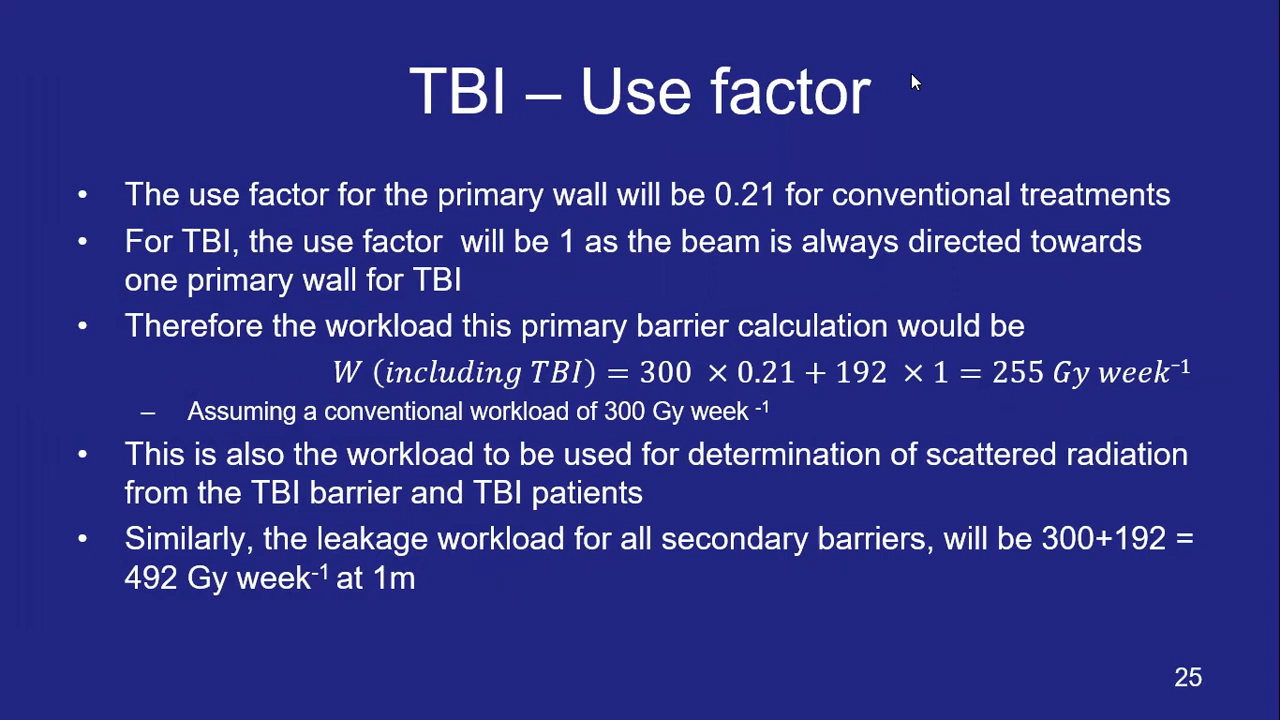 TBI – Use factor
• The use factor for the primary wall will be 0.21 for conventional treatments
• For TBI, the use factor will be 1 as the beam is always directed towards
one primary wall for TBI
• Therefore the workload this primary barrier calculation would be
W (including TBI) = 300 × 0.21 + 192 × 1 = 255 Gy week⁻¹
– Assuming a conventional workload of 300 Gy week ⁻¹
• This is also the workload to be used for determination of scattered radiation
from the TBI barrier and TBI patients
• Similarly, the leakage workload for all secondary barriers, will be 300+192 =
492 Gy week⁻¹ at 1m
25